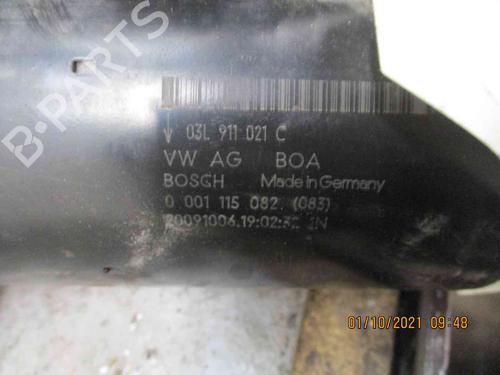 B-PARTS
V 03L 911 021 C
VW AG BOA
BOSCH Made in Germany
0 001 115 082 (083)
20091006.19:02:32 2N
01/10/2021 09:48